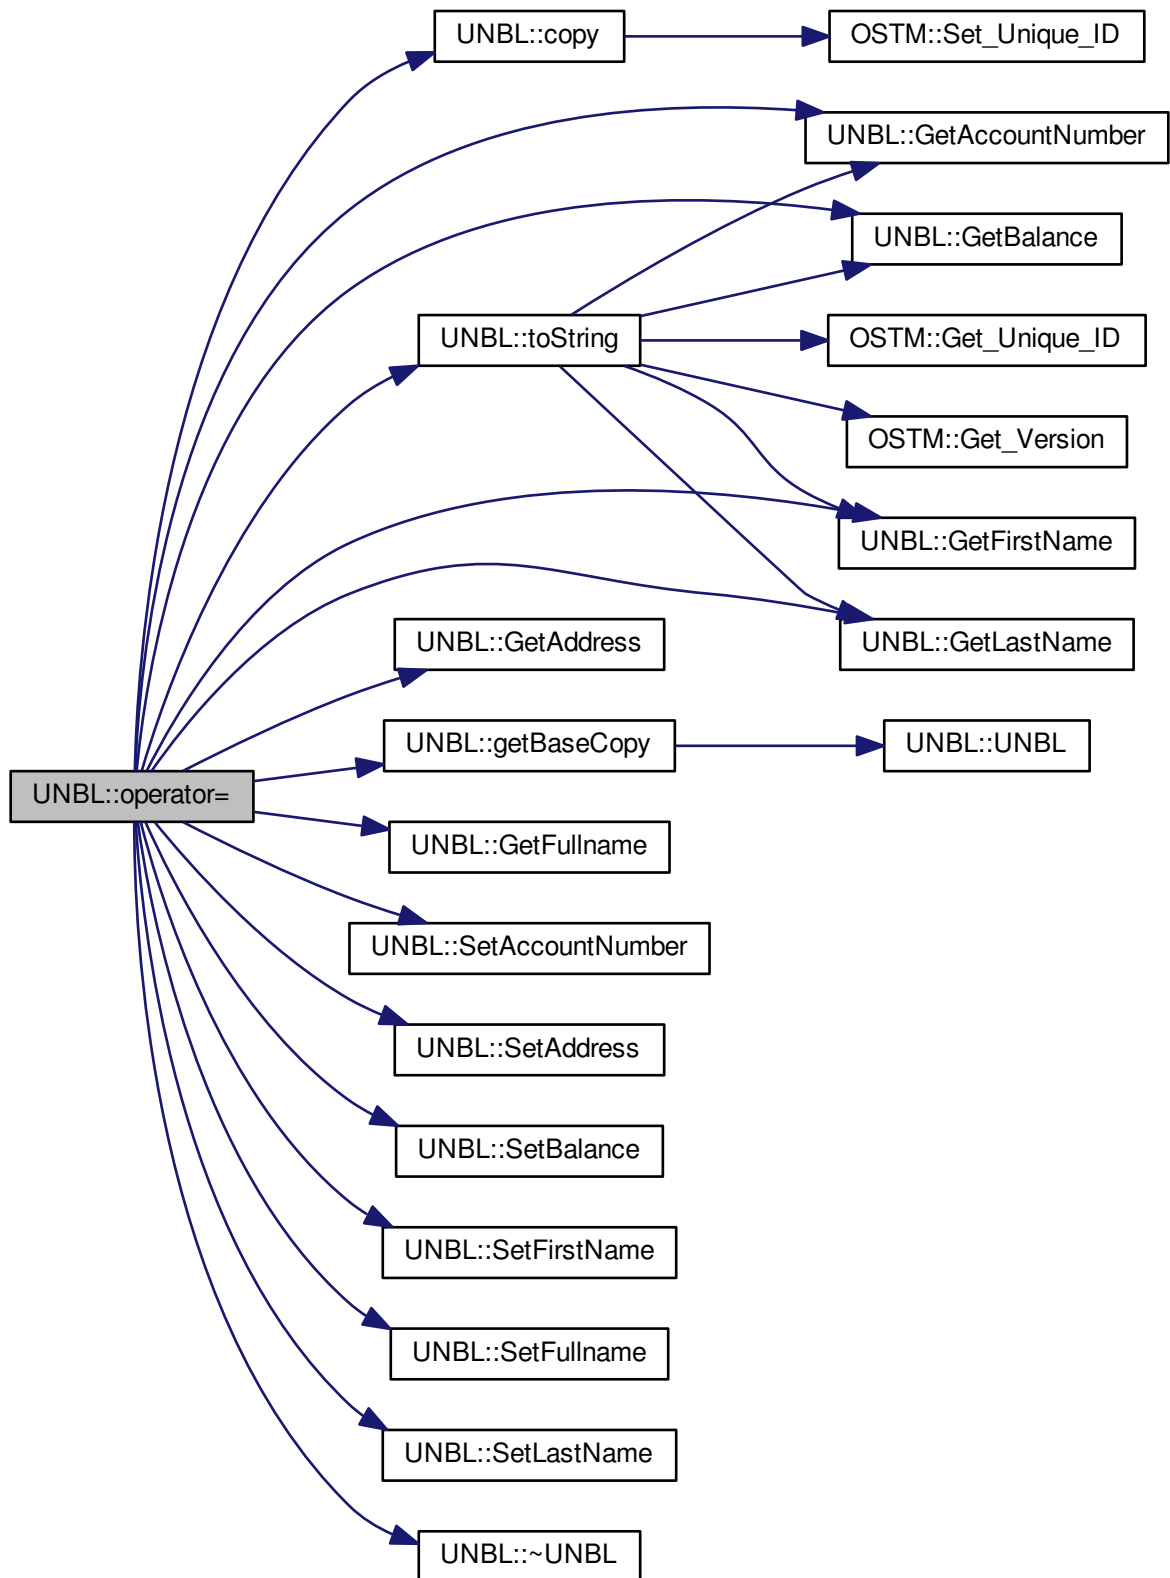 UNBL::copy
OSTM::Set_Unique_ID
UNBL::GetAccountNumber
UNBL::GetBalance
UNBL::toString
OSTM::Get_Unique_ID
OSTM::Get_Version
UNBL::GetFirstName
UNBL::GetAddress
UNBL::GetLastName
UNBL::getBaseCopy
UNBL::UNBL
UNBL::operator=
UNBL::GetFullname
UNBL::SetAccountNumber
UNBL::SetAddress
UNBL::SetBalance
UNBL::SetFirstName
UNBL::SetFullname
UNBL::SetLastName
UNBL::~UNBL